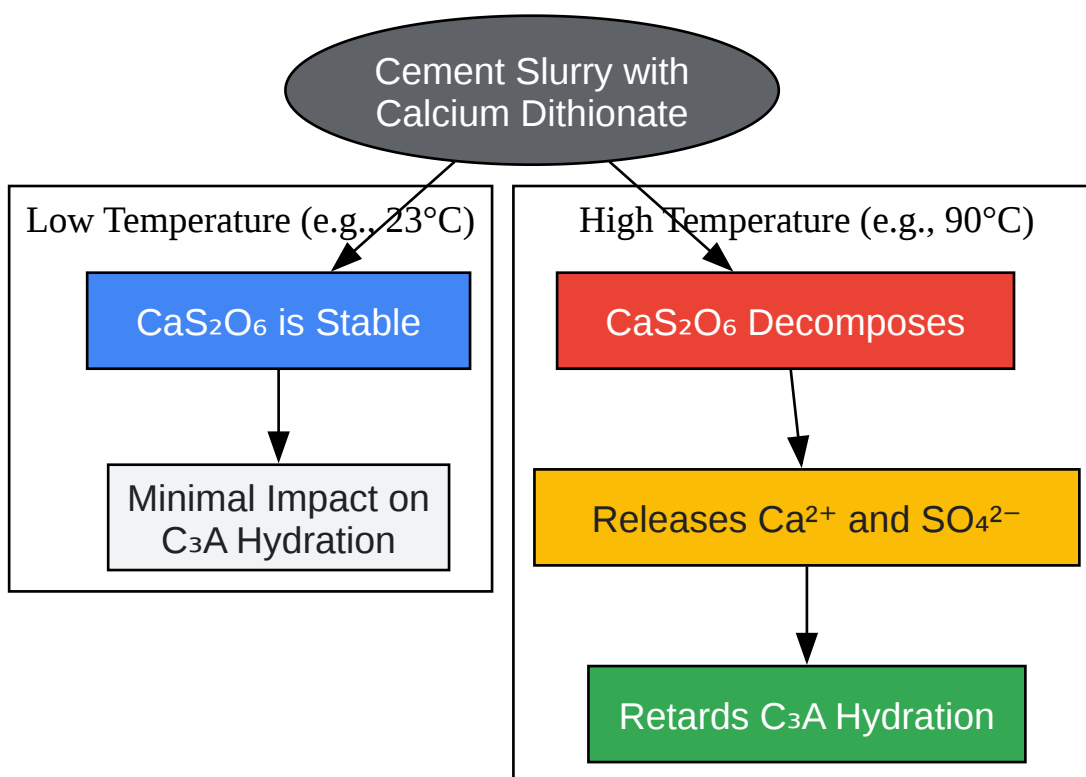 Cement Slurry with
Calcium Dithionate
Low Temperature (e.g., 23°C)
CaS₂O₆ is Stable
Minimal Impact on
C₃A Hydration
High Temperature (e.g., 90°C)
CaS₂O₆ Decomposes
Releases Ca²⁺ and SO₄²⁻
Retards C₃A Hydration